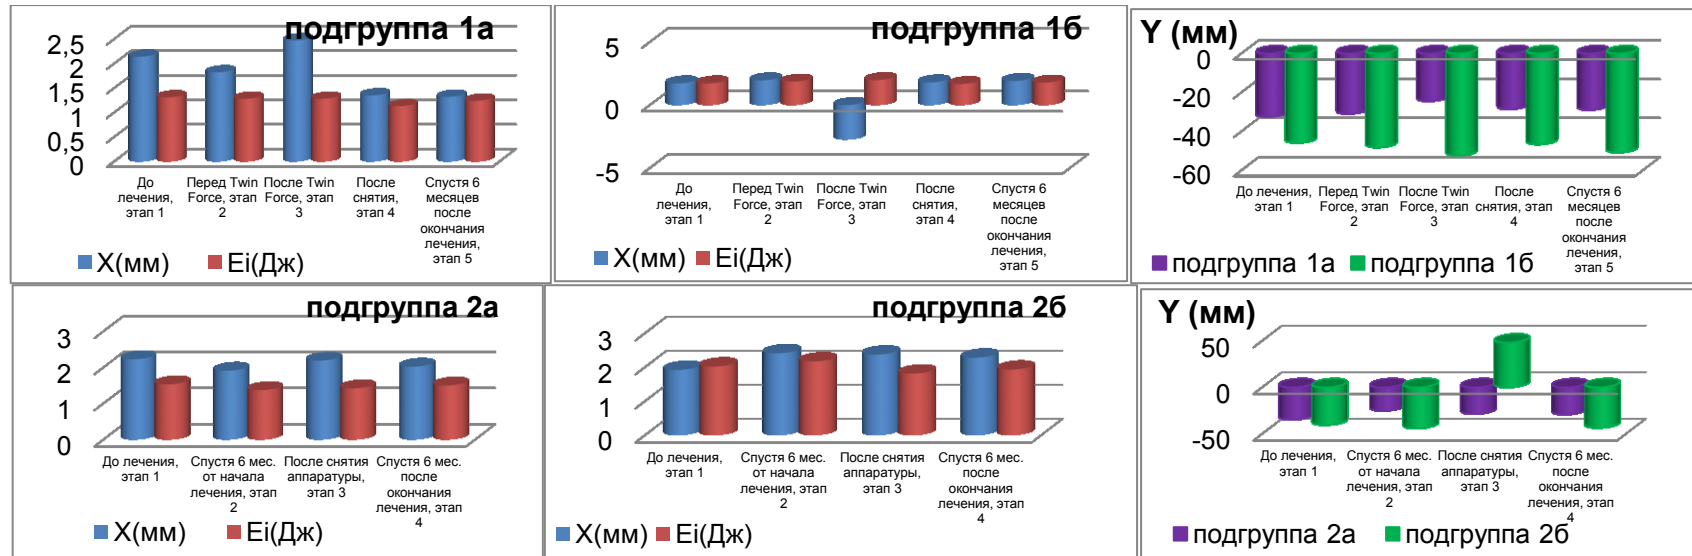 подгруппа 1а
2,5
2
1,5
1
0,5
0
До лечения, этап 1
Перед Twin Force, этап 2
После Twin Force, этап 3
После снятия, этап 4
Спустя 6 месяцев после окончания лечения, этап 5
X(мм) Ei(Дж)
подгруппа 1б
5
0
-5
До лечения, этап 1
Перед Twin Force, этап 2
После Twin Force, этап 3
После снятия, этап 4
Спустя 6 месяцев после окончания лечения, этап 5
X(мм) Ei(Дж)
Y (мм)
0
-20
-40
-60
До лечения, этап 1
Перед Twin Force, этап 2
После Twin Force, этап 3
После снятия, этап 4
Спустя 6 месяцев после окончания лечения, этап 5
подгруппа 1а подгруппа 1б
подгруппа 2а
3
2
1
0
До лечения, этап 1
Спустя 6 мес. от начала лечения, этап 2
После снятия аппаратуры, этап 3
Спустя 6 мес. после окончания лечения, этап 4
X(мм) Ei(Дж)
подгруппа 2б
3
2
1
0
До лечения, этап 1
Спустя 6 мес. от начала лечения, этап 2
После снятия аппаратуры, этап 3
Спустя 6 мес. после окончания лечения, этап 4
X(мм) Ei(Дж)
Y (мм)
50
0
-50
До лечения, этап 1
Спустя 6 мес. от начала лечения, этап 2
После снятия аппаратуры, этап 3
Спустя 6 мес. после окончания лечения, этап 4
подгруппа 2а подгруппа 2б